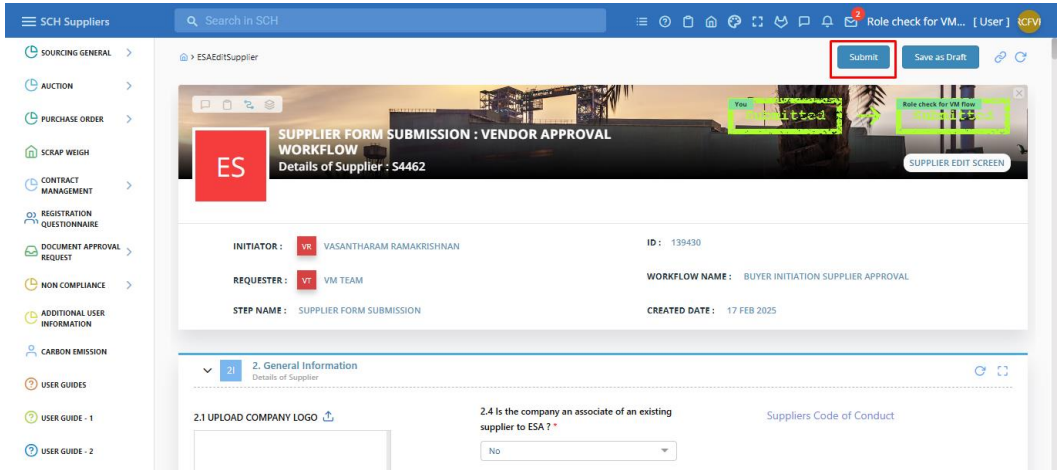 SCH Suppliers
Search in SCH
2
Role check for VM... [ User ]
SOURCING GENERAL
AUCTION
PURCHASE ORDER
SCRAP WEIGH
CONTRACT
MANAGEMENT
REGISTRATION
QUESTIONNAIRE
DOCUMENT APPROVAL
REQUEST
NON COMPLIANCE
ADDITIONAL USER
INFORMATION
CARBON EMISSION
USER GUIDES
USER GUIDE - 1
USER GUIDE - 2
> ESAEditSupplier
Submit
Save as Draft
ES
SUPPLIER FORM SUBMISSION : VENDOR APPROVAL
WORKFLOW
Details of Supplier : S4462
You
Submitted
Role check for VM flow
Submitted
SUPPLIER EDIT SCREEN
INITIATOR : VR VASANTHARAM RAMAKRISHNAN
ID : 139430
REQUESTER : VT VM TEAM
WORKFLOW NAME : BUYER INITIATION SUPPLIER APPROVAL
STEP NAME : SUPPLIER FORM SUBMISSION
CREATED DATE : 17 FEB 2025
2I
2. General Information
Details of Supplier
2.1 UPLOAD COMPANY LOGO
2.4 Is the company an associate of an existing
supplier to ESA ? *
No
Suppliers Code of Conduct